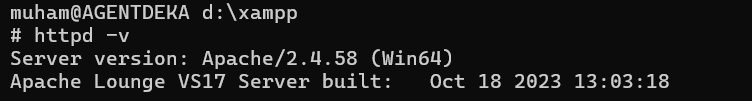 muham@AGENTDEKA d:\xampp
# httpd -v
Server version: Apache/2.4.58 (Win64)
Apache Lounge VS17 Server built:   Oct 18 2023 13:03:18